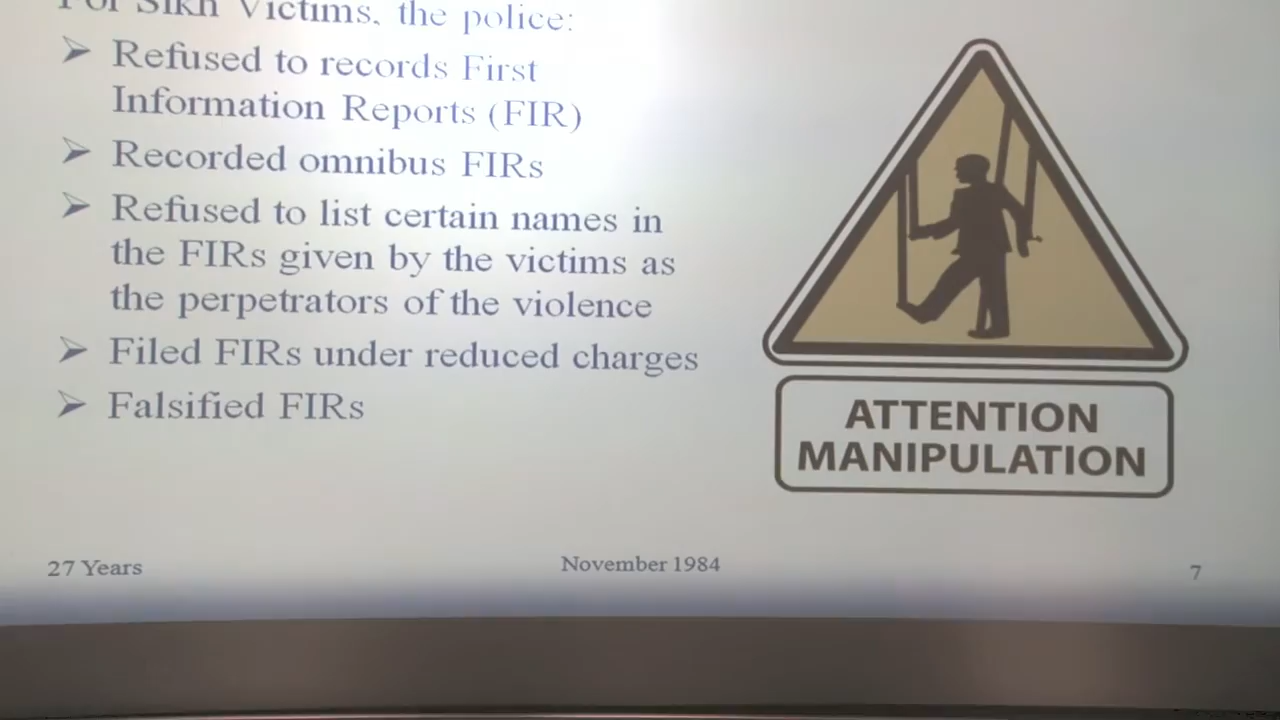 For Sikh Victims, the police:
Refused to records First
Information Reports (FIR)
Recorded omnibus FIRs
Refused to list certain names in
the FIRs given by the victims as
the perpetrators of the violence
Filed FIRs under reduced charges
Falsified FIRs
ATTENTION
MANIPULATION
27 Years
November 1984
7